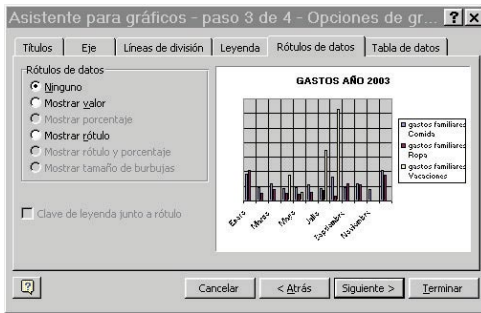 Asistente para gráficos - paso 3 de 4 - Opciones de gr... ? x
Títulos Eje Líneas de división Leyenda Rótulos de datos Tabla de datos
Rótulos de datos
Ninguno
Mostrar valor
Mostrar porcentaje
Mostrar rótulo
Mostrar rótulo y porcentaje
Mostrar tamaño de burbujas
Clave de leyenda junto a rótulo
GASTOS AÑO 2003
Enero Marzo Mayo Julio Septiembre Noviembre
gastos familiares
Comida
gastos familiares
Ropa
gastos familiares
Vacaciones
? Cancelar < Atrás Siguiente > Terminar